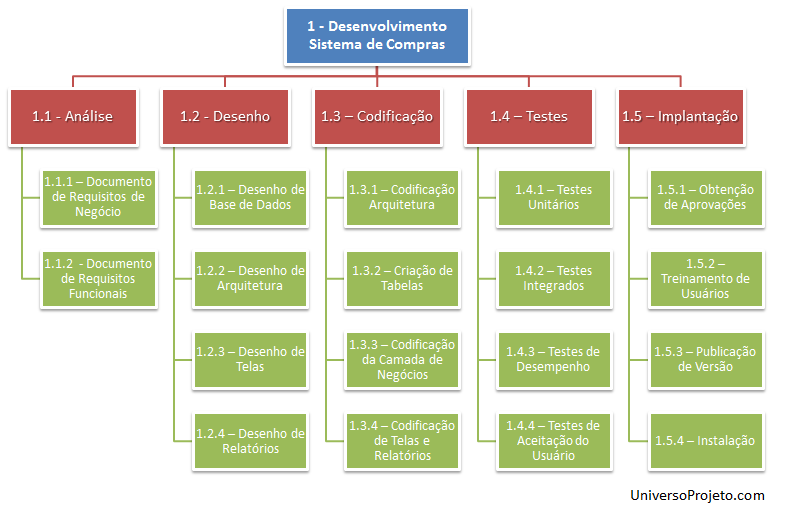 1 - Desenvolvimento
Sistema de Compras
1.1 - Análise
1.2 - Desenho
1.3 – Codificação
1.4 – Testes
1.5 – Implantação
1.1.1 – Documento
de Requisitos de
Negócio
1.1.2 - Documento
de Requisitos
Funcionais
1.2.1 – Desenho de
Base de Dados
1.2.2 – Desenho de
Arquitetura
1.2.3 – Desenho de
Telas
1.2.4 – Desenho de
Relatórios
1.3.1 – Codificação
Arquitetura
1.3.2 – Criação de
Tabelas
1.3.3 – Codificação
da Camada de
Negócios
1.3.4 – Codificação
de Telas e
Relatórios
1.4.1 – Testes
Unitários
1.4.2 – Testes
Integrados
1.4.3 – Testes de
Desempenho
1.4.4 – Testes de
Aceitação do
Usuário
1.5.1 – Obtenção
de Aprovações
1.5.2 –
Treinamento de
Usuários
1.5.3 – Publicação
de Versão
1.5.4 – Instalação
UniversoProjeto.com